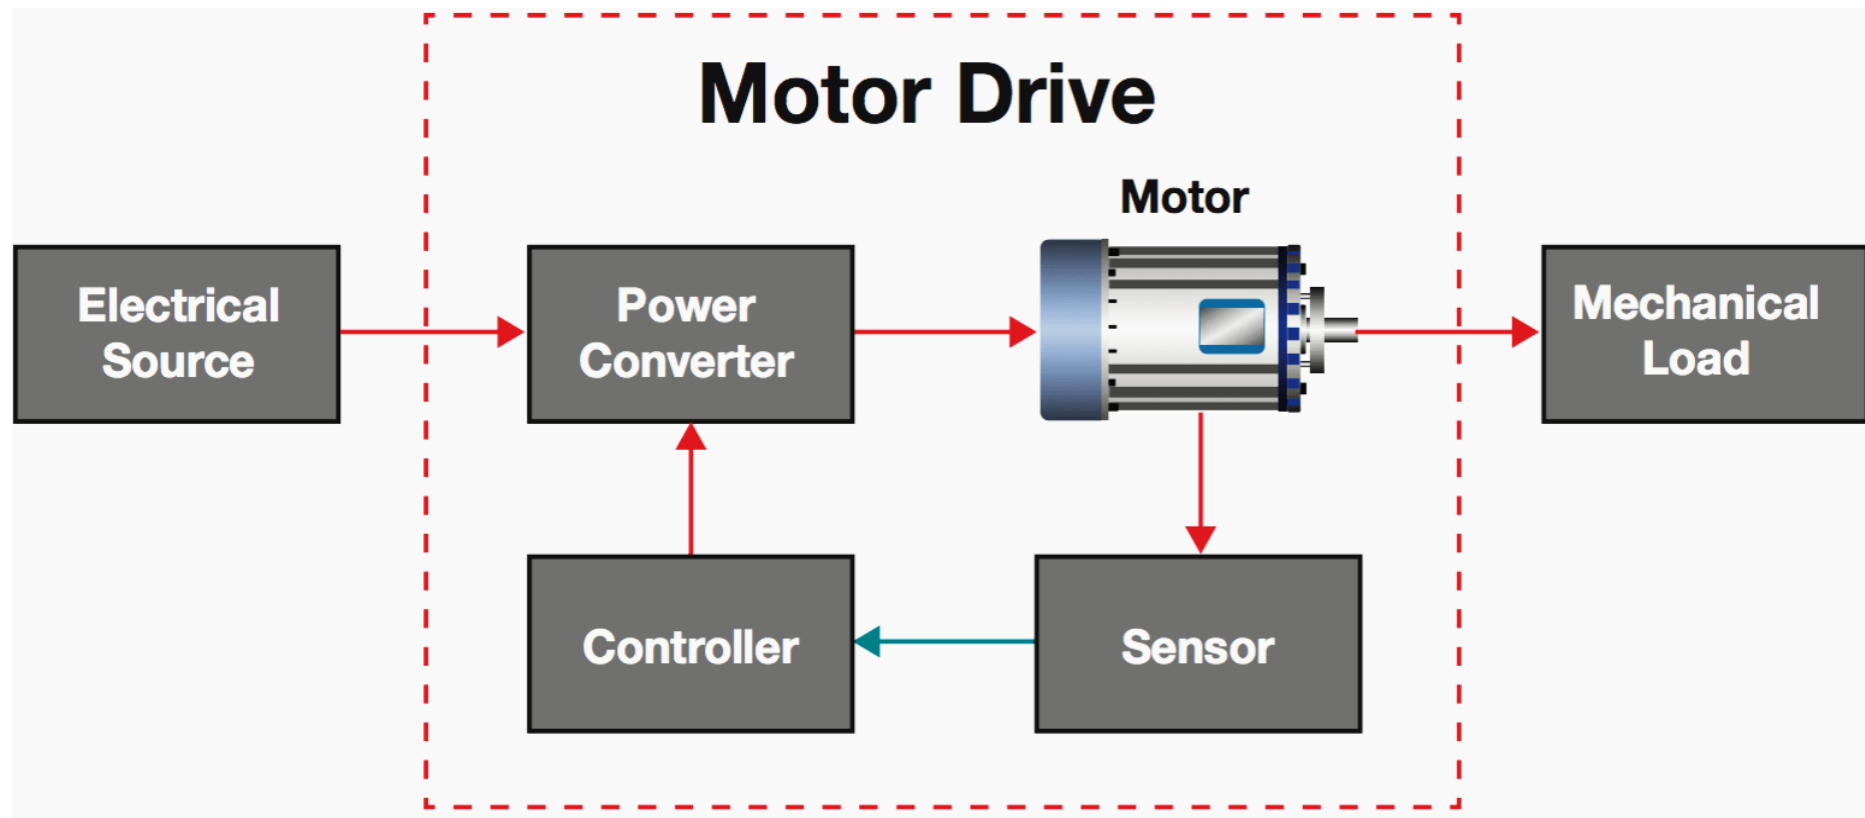 Motor Drive
Motor
Electrical
Source
Power
Converter
Mechanical
Load
Controller
Sensor